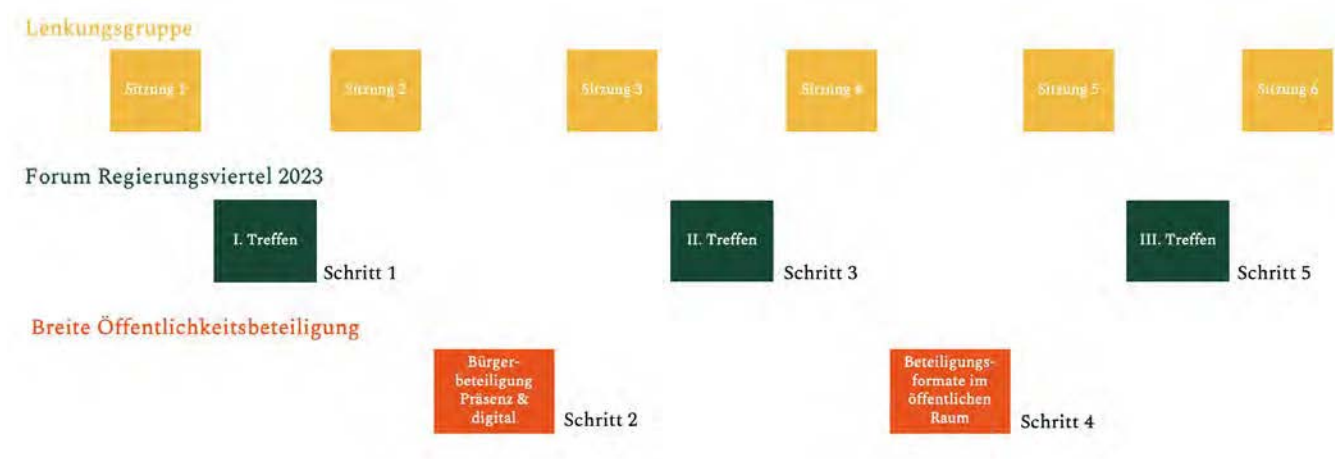 Lenkungsgruppe
Sitzung 1
Sitzung 2
Sitzung 3
Sitzung 4
Sitzung 5
Sitzung 6
Forum Regierungsviertel 2023
I. Treffen
Schritt 1
II. Treffen
Schritt 3
III. Treffen
Schritt 5
Breite Öffentlichkeitsbeteiligung
Bürger-
beteiligung
Präsenz &
digital
Schritt 2
Beteiligungs-
formate im
öffentlichen
Raum
Schritt 4